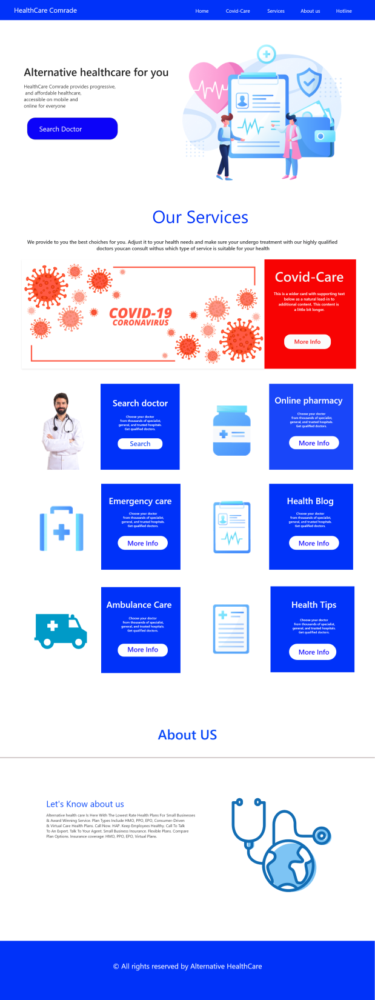 HealthCare Comrade
Home Covid-Care Services About us Hotline
Alternative healthcare for you
HealthCare Comrade provides progressive,
and affordable healthcare,
accessible on mobile and
online for everyone
Search Doctor
Our Services
We provide to you the best choiches for you. Adjust it to your health needs and make sure your undergo treatment with our highly qualified
doctors youcan consult withus which type of service is suitable for your health
COVID-19
CORONAVIRUS
Covid-Care
This is a wider card with supporting text
below as a natural lead-in to
additional content. This content is
a little bit longer.
More Info
Search doctor
Choose your doctor
from thousands of specialist,
general, and trusted hospitals.
Get qualified doctors.
Search
Online pharmacy
Choose your doctor
from thousands of specialist,
general, and trusted hospitals.
Get qualified doctors.
More Info
Emergency care
Choose your doctor
from thousands of specialist,
general, and trusted hospitals.
Get qualified doctors.
More Info
Health Blog
Choose your doctor
from thousands of specialist,
general, and trusted hospitals.
Get qualified doctors.
More Info
Ambulance Care
Choose your doctor
from thousands of specialist,
general, and trusted hospitals.
Get qualified doctors.
More Info
Health Tips
Choose your doctor
from thousands of specialist,
general, and trusted hospitals.
Get qualified doctors.
More Info
About US
Let's Know about us
Alternative health care Is Here With The Lowest Rate Health Plans For Small Businesses
& Award Winning Service. Plan Types Include HMO, PPO, EPO, Consumer-Driven
& Virtual Care Health Plans. Call Now. HAP. Keep Employees Healthy. Call To Talk
To An Expert. Talk To Your Agent. Small Business Insurance. Flexible Plans. Compare
Plan Options. Insurance coverage: HMO, PPO, EPO, Virtual Plans.
© All rights reserved by Alternative HealthCare